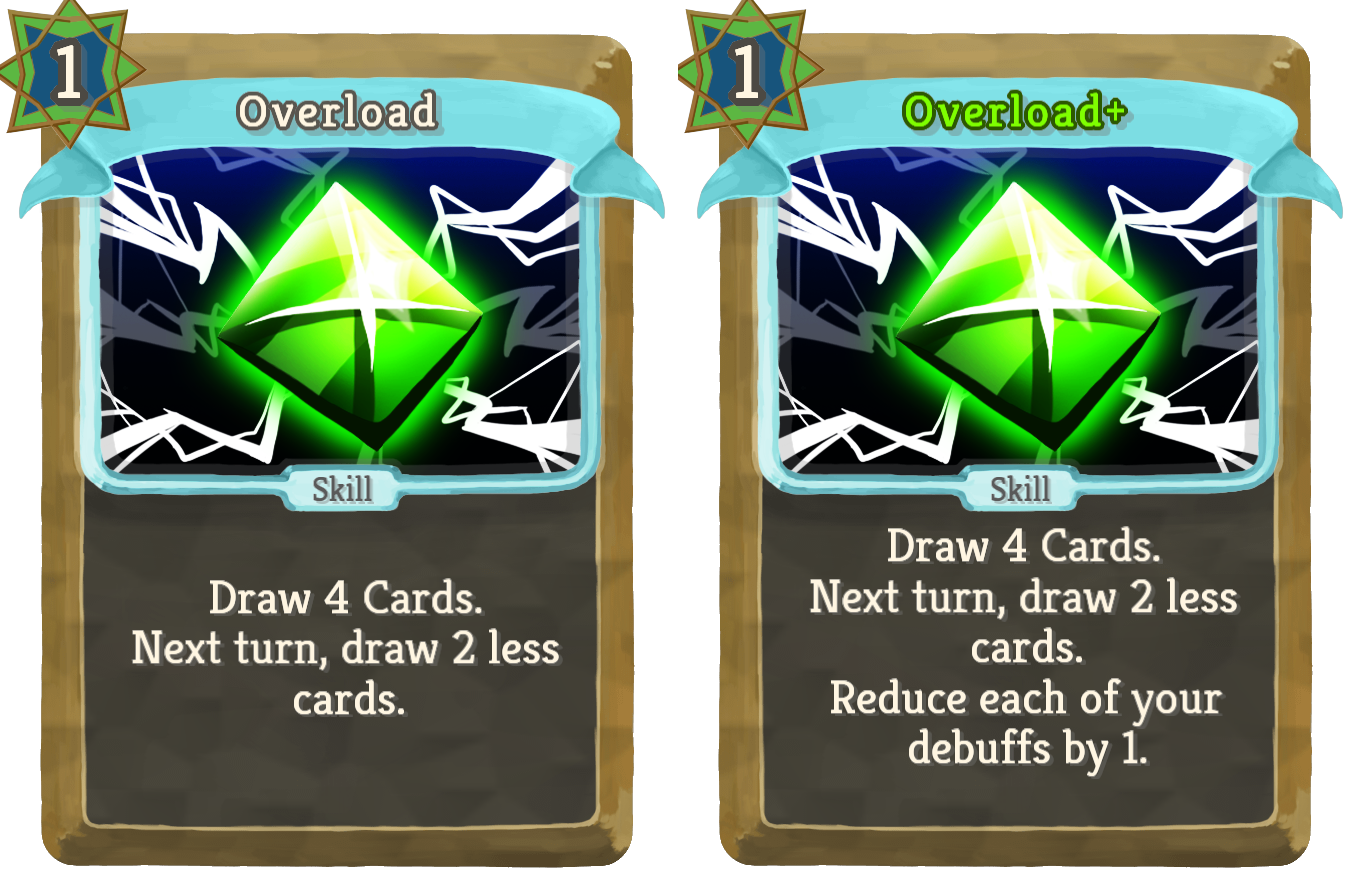 1
Overload
Skill
Draw 4 Cards.
Next turn, draw 2 less
cards.
1
Overload+
Skill
Draw 4 Cards.
Next turn, draw 2 less
cards.
Reduce each of your
debuffs by 1.